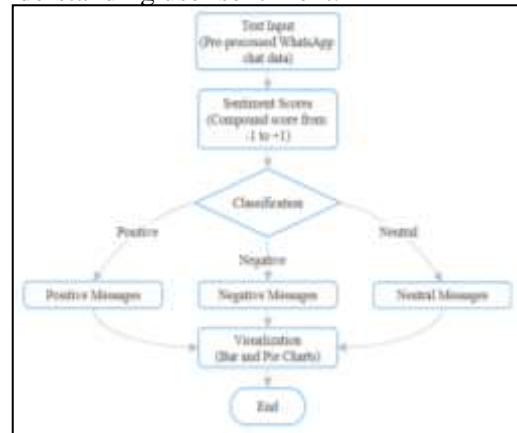 Text Input
(Pre-processed WhatsApp
chat data)
Sentiment Scores
(Compound score from
-1 to +1)
Classification
Positive
Negative
Neutral
Positive Messages
Negative Messages
Neutral Messages
Visualization
(Bar and Pie Charts)
End